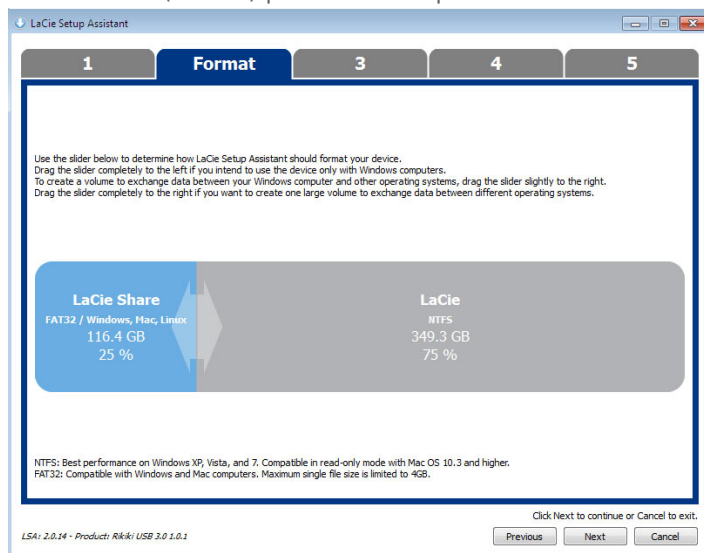 LaCie Setup Assistant
1
Format
3
4
5
Use the slider below to determine how LaCie Setup Assistant should format your device.
Drag the slider completely to the left if you intend to use the device only with Windows computers.
To create a volume to exchange data between your Windows computer and other operating systems, drag the slider slightly to the right.
Drag the slider completely to the right if you want to create one large volume to exchange data between different operating systems.
LaCie Share
FAT32 / Windows, Mac, Linux
116.4 GB
25 %
LaCie
NTFS
349.3 GB
75 %
NTFS: Best performance on Windows XP, Vista, and 7. Compatible in read-only mode with Mac OS 10.3 and higher.
FAT32: Compatible with Windows and Mac computers. Maximum single file size is limited to 4GB.
Click Next to continue or Cancel to exit.
LSA: 2.0.14 - Product: Rikiki USB 3.0 1.0.1
Previous
Next
Cancel